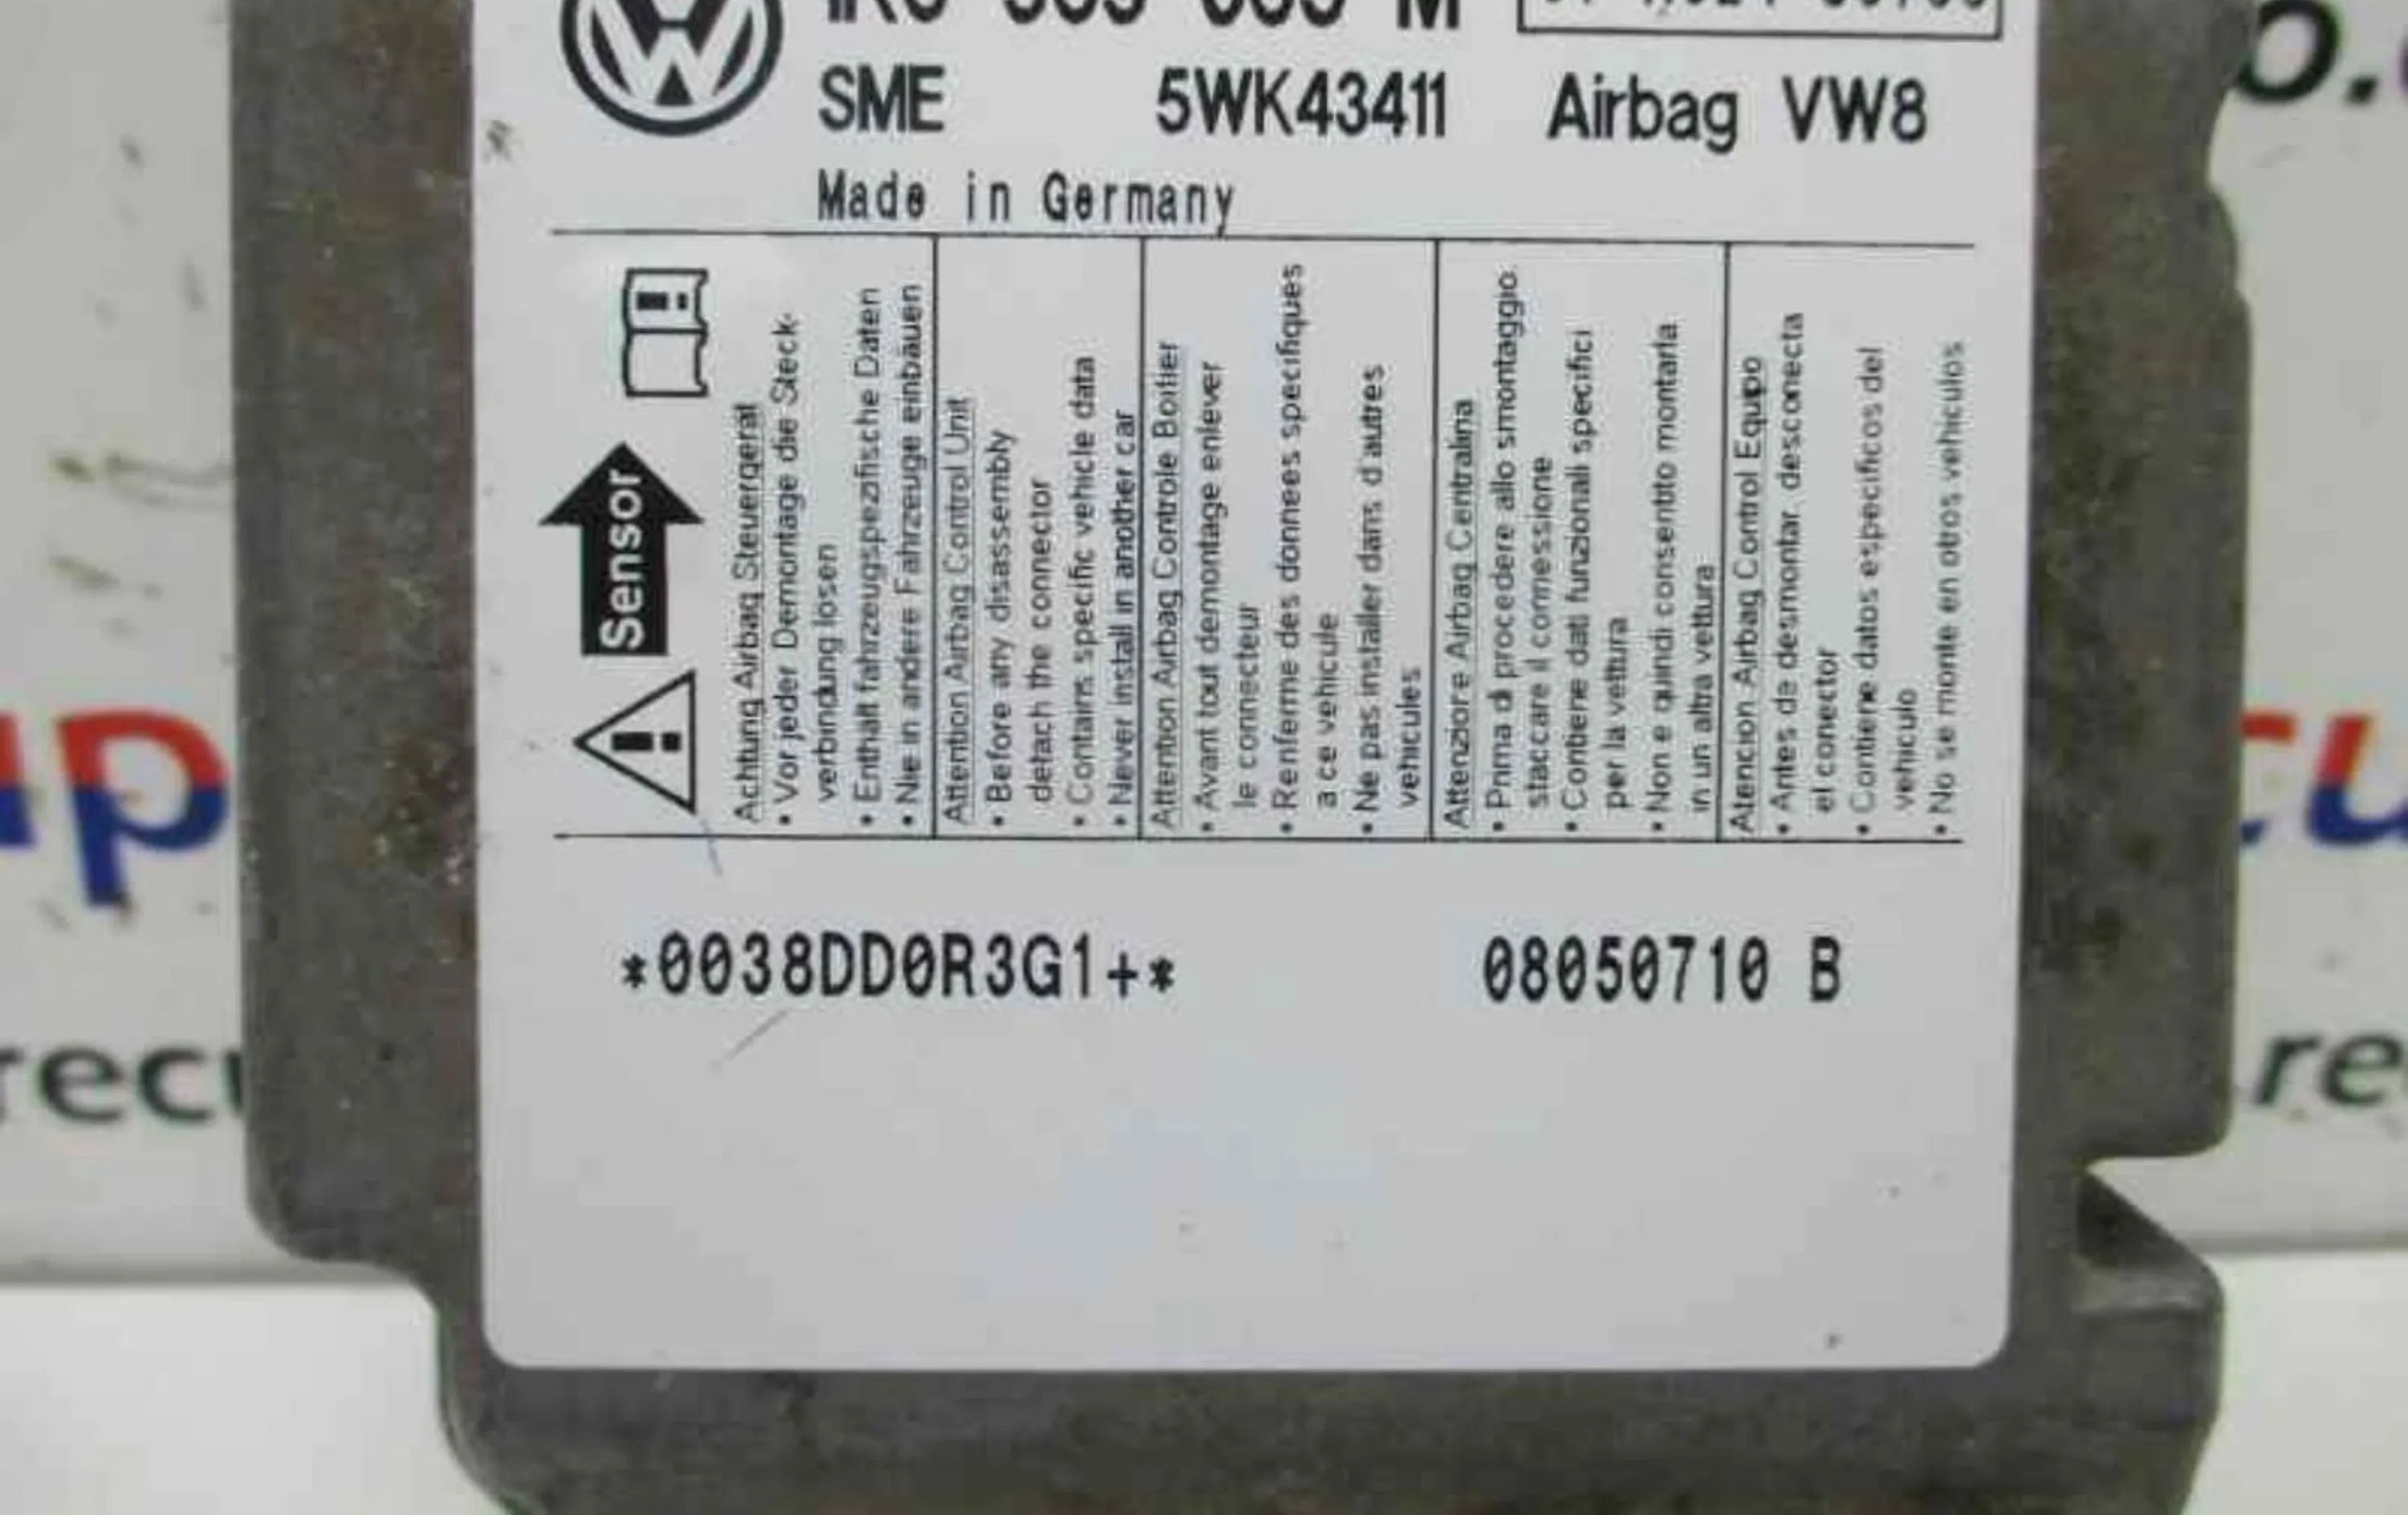 SME 5WK43411 Airbag VW8
Made in Germany
Sensor
Achtung Airbag Steuergerat
• Vor jeder Demontage die Steck-
verbindung losen
• Enthalt fahrzeugspezifische Daten
• Nie in andere Fahrzeuge einbauen
Attention Airbag Control Unit
• Before any disassembly
detach the connector
• Contains specific vehicle data
• Never install in another car
Attention Airbag Controle Boitier
• Avant tout demontage enlever
le connecteur
• Renferme des donnees specifiques
a ce vehicule
• Ne pas installer dans d'autres
vehicules
Attenzione Airbag Centralina
• Prima di procedere allo smontaggio,
staccare il connessione
• Contiene dati funzionali specifici
per la vettura
• Non e quindi consentito montarla
in un altra vettura
Atencion Airbag Control Equipo
• Antes de desmontar, desconecta
el conector
• Contiene datos especificos del
vehiculo
• No se monte en otros vehiculos
*0038DD0R3G1+* 08050710 B